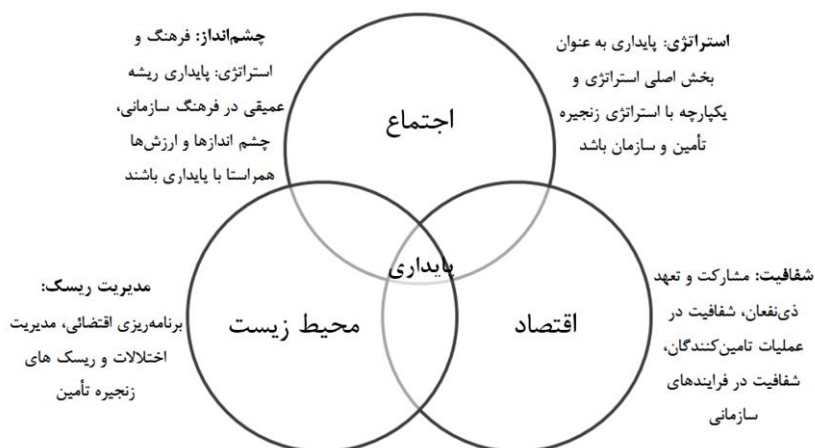 استراتژی: پایداری به عنوان
بخش اصلی استراتژی و
یکپارچه با استراتژی زنجیره
تأمین و سازمان باشد
چشم‌انداز: فرهنگ و
استراتژی: پایداری ریشه
عمیقی در فرهنگ سازمانی،
چشم اندازها و ارزش‌ها
همراستا با پایداری باشند
اجتماع
پایداری
اقتصاد
محیط زیست
شفافیت: مشارکت و تعهد
ذی‌نفعان، شفافیت در
عملیات تامین‌کنندگان،
شفافیت در فرایندهای
سازمانی
مدیریت ریسک:
برنامه‌ریزی اقتضائی، مدیریت
اختلالات و ریسک های
زنجیره تأمین